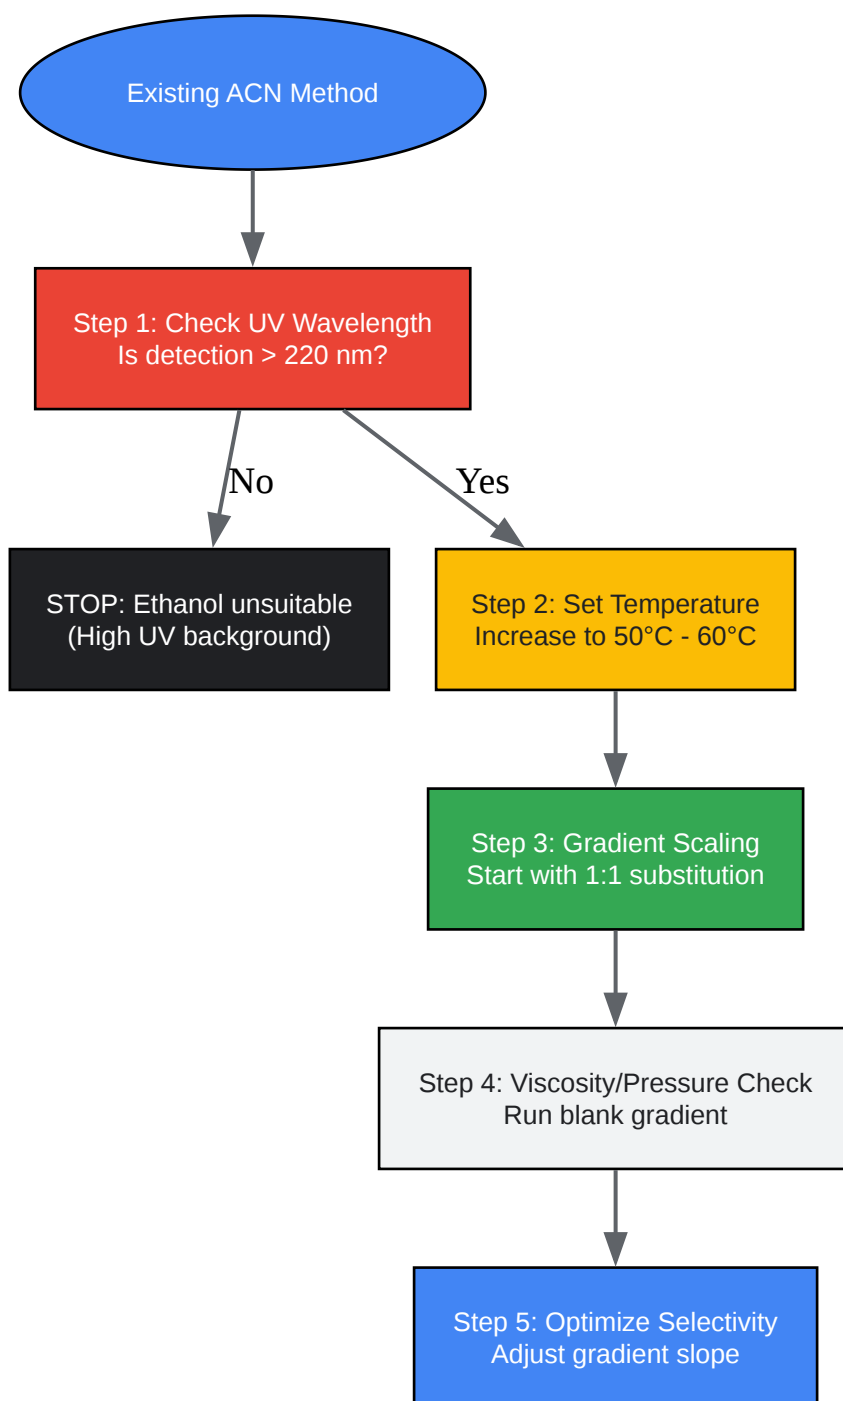 Existing ACN Method
Step 1: Check UV Wavelength
Is detection > 220 nm?
No
Yes
STOP: Ethanol unsuitable
(High UV background)
Step 2: Set Temperature
Increase to 50°C - 60°C
Step 3: Gradient Scaling
Start with 1:1 substitution
Step 4: Viscosity/Pressure Check
Run blank gradient
Step 5: Optimize Selectivity
Adjust gradient slope